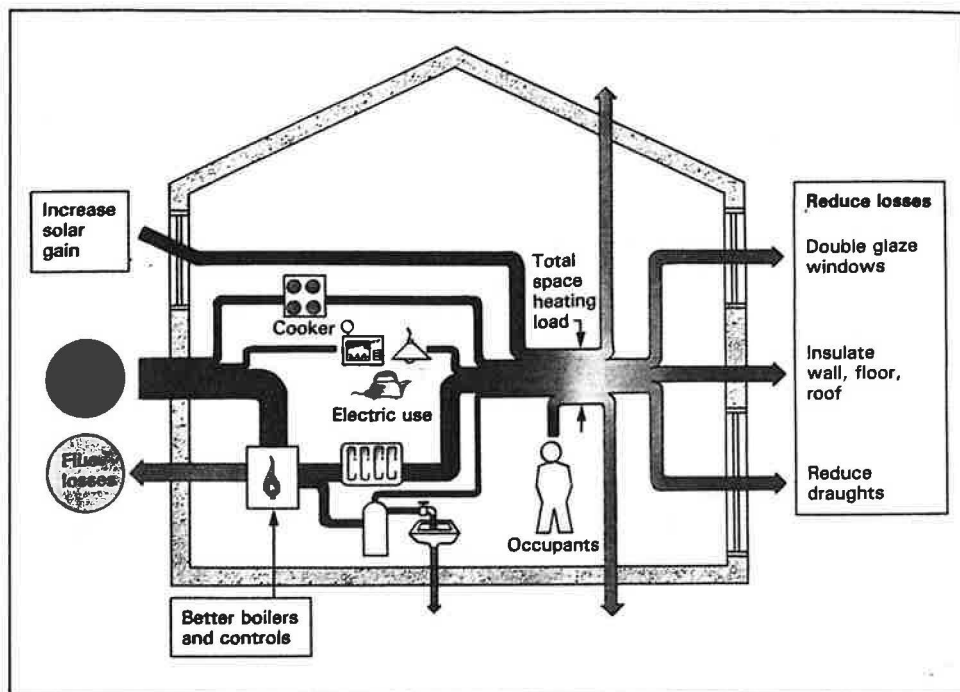 Increase
solar
gain
Cooker
Electric use
Total
space
heating
load
Occupants
Flue
losses
Better boilers
and controls
Reduce losses
Double glaze
windows
Insulate
wall, floor,
roof
Reduce
draughts